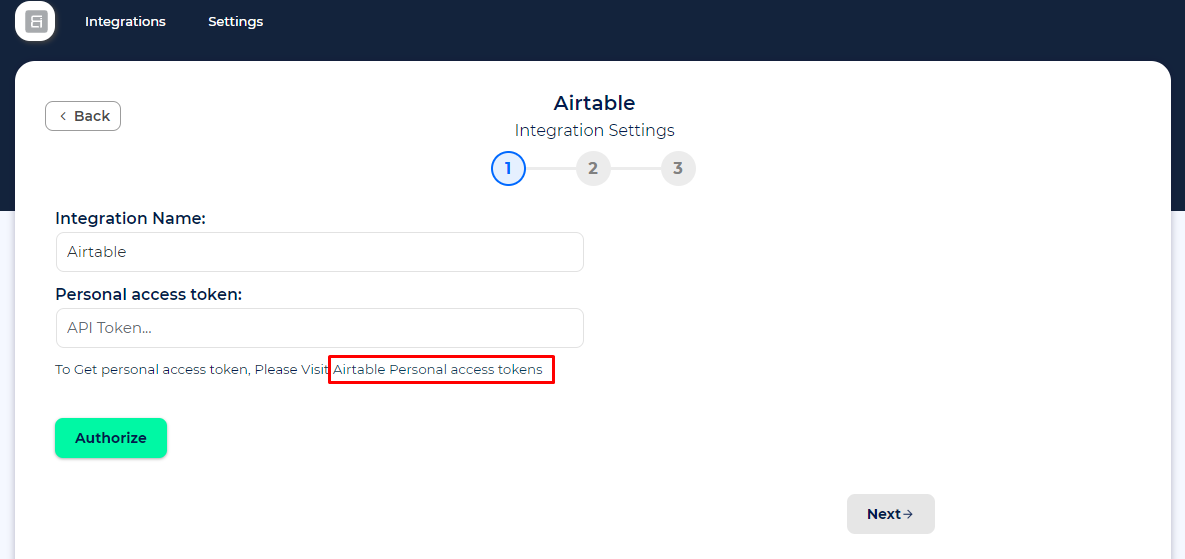 Integrations
Settings
Back
Airtable
Integration Settings
1 2 3
Integration Name:
Airtable
Personal access token:
API Token...
To Get personal access token, Please Visit Airtable Personal access tokens
Authorize
Next